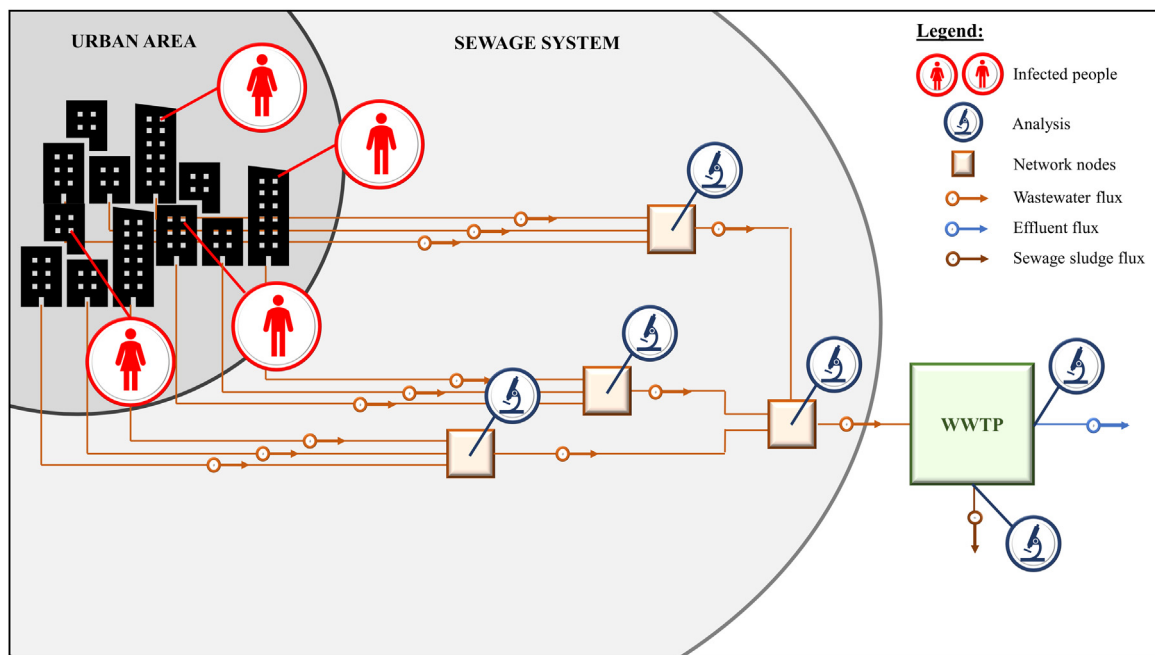 URBAN AREA
SEWAGE SYSTEM
Legend:
Infected people
Analysis
Network nodes
Wastewater flux
Effluent flux
Sewage sludge flux
WWTP